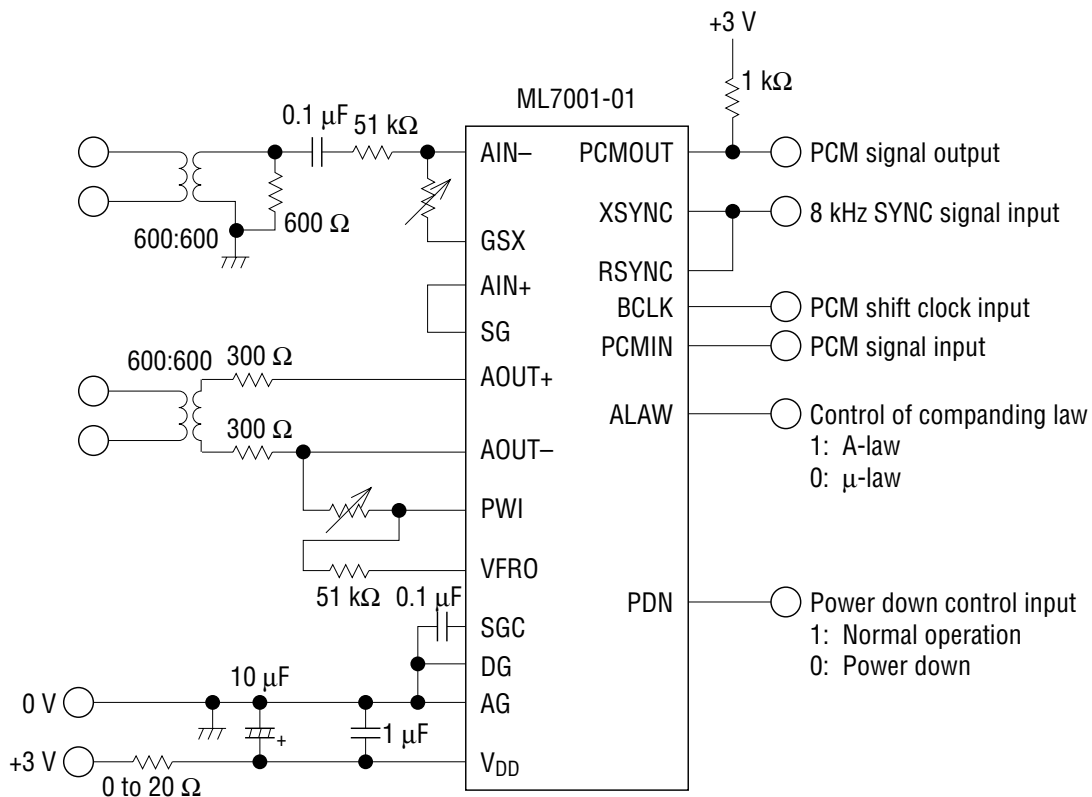 +3 V
1 kΩ
ML7001-01
0.1 μF
51 kΩ
AIN–
PCMOUT
PCM signal output
600 Ω
600:600
XSYNC
8 kHz SYNC signal input
GSX
RSYNC
AIN+
BCLK
PCM shift clock input
SG
PCMIN
PCM signal input
600:600
300 Ω
AOUT+
ALAW
Control of companding law
1: A-law
0: μ-law
300 Ω
AOUT–
PWI
VFRO
51 kΩ
PDN
Power down control input
1: Normal operation
0: Power down
0.1 μF
SGC
DG
10 μF
0 V
AG
+
1 μF
+3 V
VDD
0 to 20 Ω